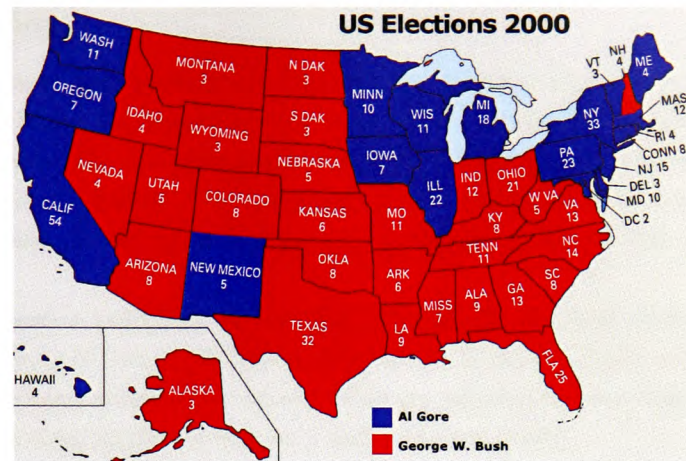 US Elections 2000
WASH
11
OREGON
7
CALIF
54
NEVADA
4
IDAHO
4
MONTANA
3
WYOMING
3
UTAH
5
COLORADO
8
ARIZONA
8
NEW MEXICO
5
N DAK
3
S DAK
3
NEBRASKA
5
KANSAS
6
OKLA
8
TEXAS
32
MINN
10
IOWA
7
MO
11
ARK
6
LA
9
WIS
11
ILL
22
MI
18
IND
12
OHIO
21
KY
8
TENN
11
MISS
7
ALA
9
GA
13
FLA 25
SC
8
NC
14
VA
13
W VA
5
PA
23
NY
33
VT
3
NH
4
ME
4
MAS
12
RI 4
CONN 8
NJ 15
DEL 3
MD 10
DC 2
HAWAII
4
ALASKA
3
Al Gore
George W. Bush